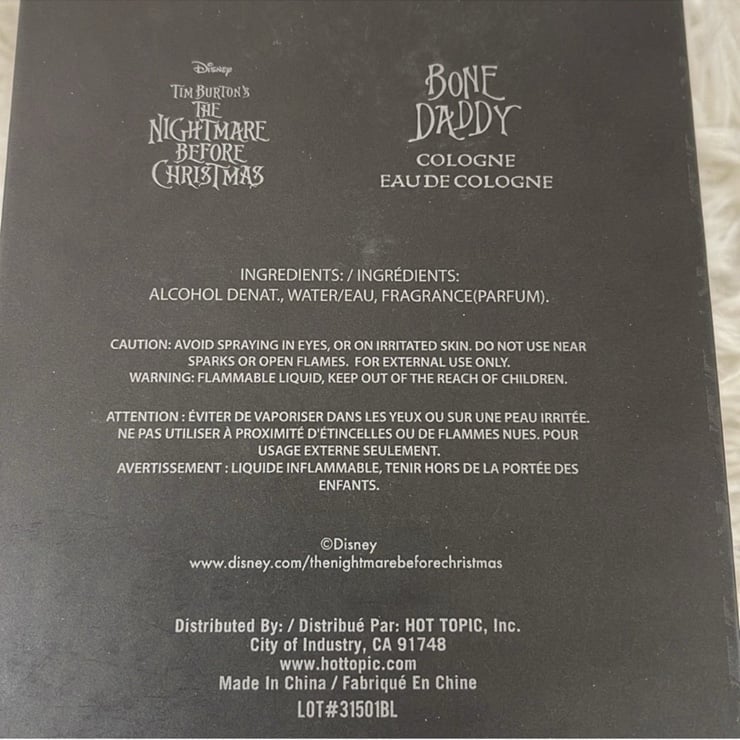 Disney
TIM BURTON'S
THE
NIGHTMARE
BEFORE
CHRISTMAS
BONE
DADDY
COLOGNE
EAU DE COLOGNE
INGREDIENTS: / INGRÉDIENTS:
ALCOHOL DENAT., WATER/EAU, FRAGRANCE(PARFUM).
CAUTION: AVOID SPRAYING IN EYES, OR ON IRRITATED SKIN. DO NOT USE NEAR
SPARKS OR OPEN FLAMES. FOR EXTERNAL USE ONLY.
WARNING: FLAMMABLE LIQUID, KEEP OUT OF THE REACH OF CHILDREN.
ATTENTION : ÉVITER DE VAPORISER DANS LES YEUX OU SUR UNE PEAU IRRITÉE.
NE PAS UTILISER À PROXIMITÉ D'ÉTINCELLES OU DE FLAMMES NUES. POUR
USAGE EXTERNE SEULEMENT.
AVERTISSEMENT : LIQUIDE INFLAMMABLE, TENIR HORS DE LA PORTÉE DES
ENFANTS.
©Disney
www.disney.com/thenightmarebeforechristmas
Distributed By: / Distribué Par: HOT TOPIC, Inc.
City of Industry, CA 91748
www.hottopic.com
Made In China / Fabriqué En Chine
LOT#31501BL